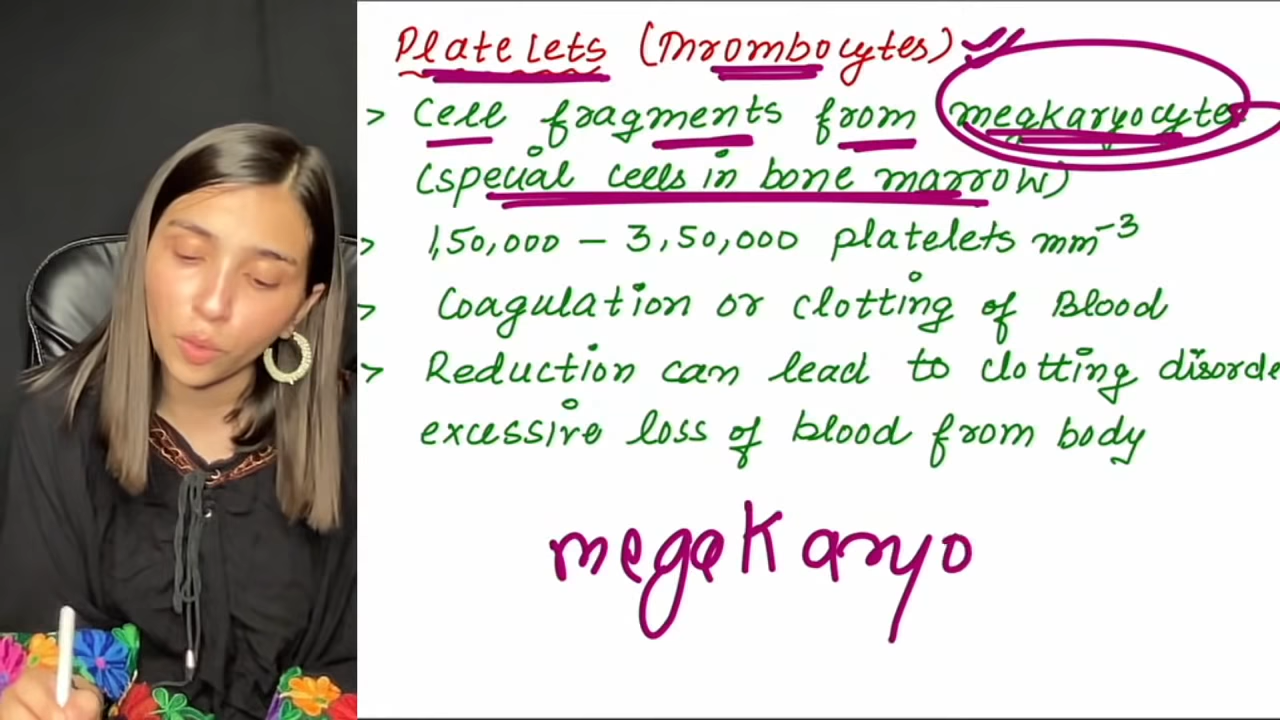 Platelets (Thrombocytes)
> Cell fragments from megkaryocytes
(special cells in bone marrow)
> 1,50,000 – 3,50,000 platelets mm⁻³
> Coagulation or clotting of Blood
> Reduction can lead to clotting disorde
excessive loss of blood from body
megakaryo